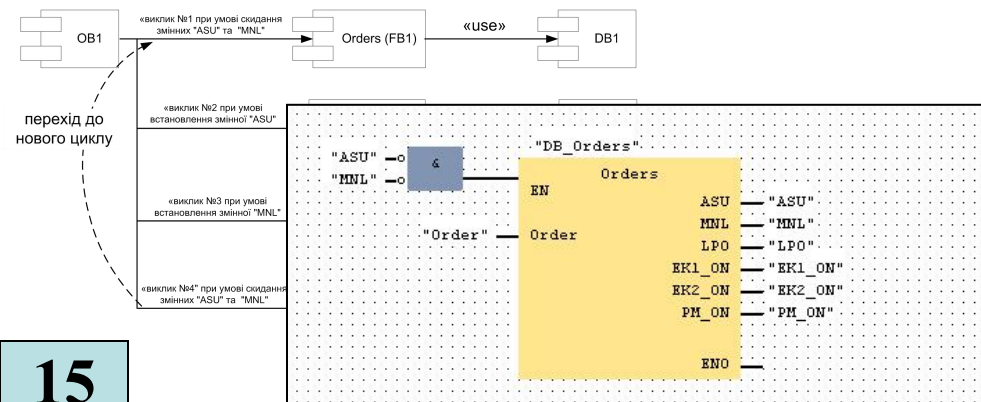 OB1
«виклик №1 при умові скидання
змінних "ASU" та "MNL"
Orders (FB1)
«use»
DB1
перехід до
нового циклу
«виклик №2 при умові
встановлення змінної "ASU"
«виклик №3 при умові
встановлення змінної "MNL"
«виклик №4" при умові скидання
змінних "ASU" та "MNL"
"DB_Orders"
Orders
"ASU"
&
"MNL"
EN
ASU
"ASU"
MNL
"MNL"
"Order"
Order
LPO
"LPO"
EK1_ON
"EK1_ON"
EK2_ON
"EK2_ON"
PM_ON
"PM_ON"
ENO
15